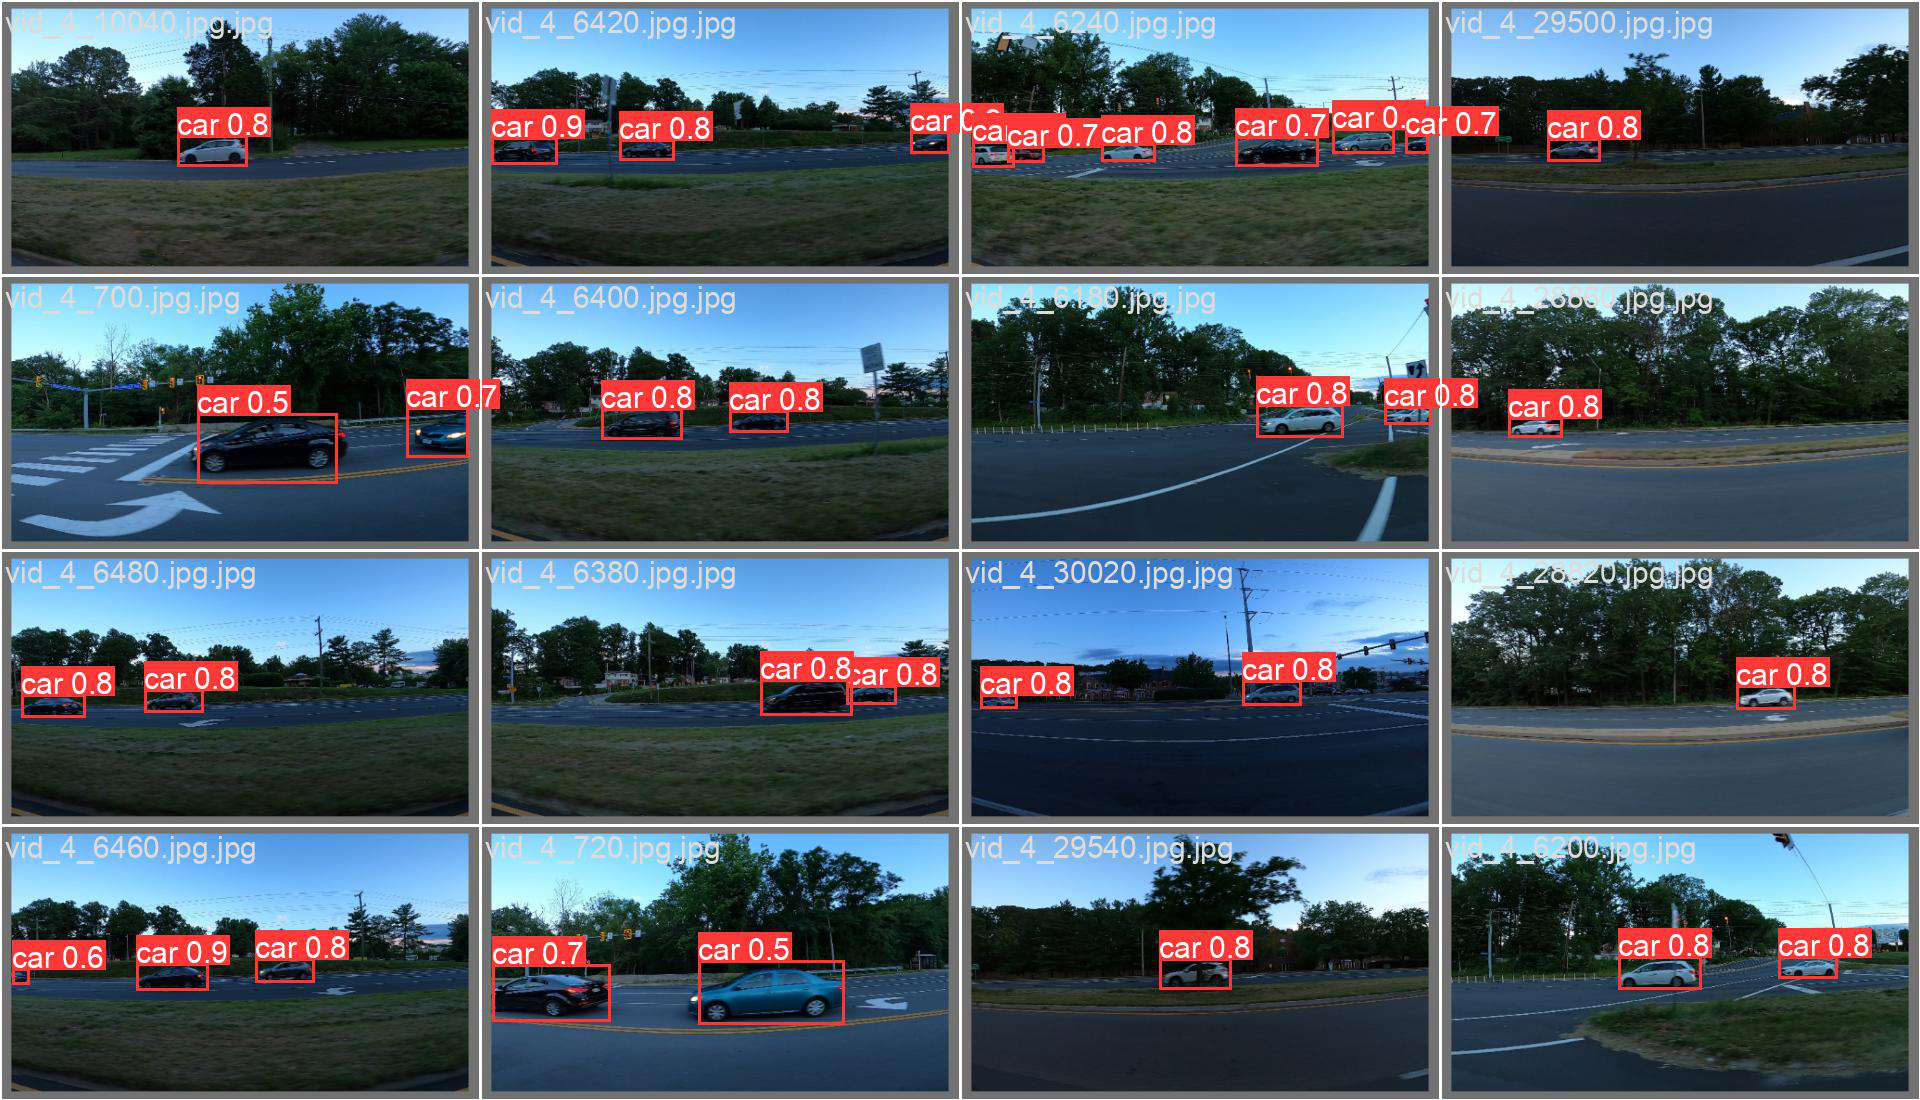 vid_4_10040.jpg.jpg
car 0.8
vid_4_6420.jpg.jpg
car 0.9
car 0.8
car
vid_4_6240.jpg.jpg
car 0.7
car 0.8
car 0.7
car 0.
car 0.7
vid_4_29500.jpg.jpg
car 0.8
vid_4_700.jpg.jpg
car 0.5
car 0.7
vid_4_6400.jpg.jpg
car 0.8
car 0.8
vid_4_6180.jpg.jpg
car 0.8
car 0.8
vid_4_28860.jpg.jpg
car 0.8
vid_4_6480.jpg.jpg
car 0.8
car 0.8
vid_4_6380.jpg.jpg
car 0.8
car 0.8
vid_4_30020.jpg.jpg
car 0.8
car 0.8
vid_4_28820.jpg.jpg
car 0.8
vid_4_6460.jpg.jpg
car 0.6
car 0.9
car 0.8
vid_4_720.jpg.jpg
car 0.7
car 0.5
vid_4_29540.jpg.jpg
car 0.8
vid_4_6200.jpg.jpg
car 0.8
car 0.8